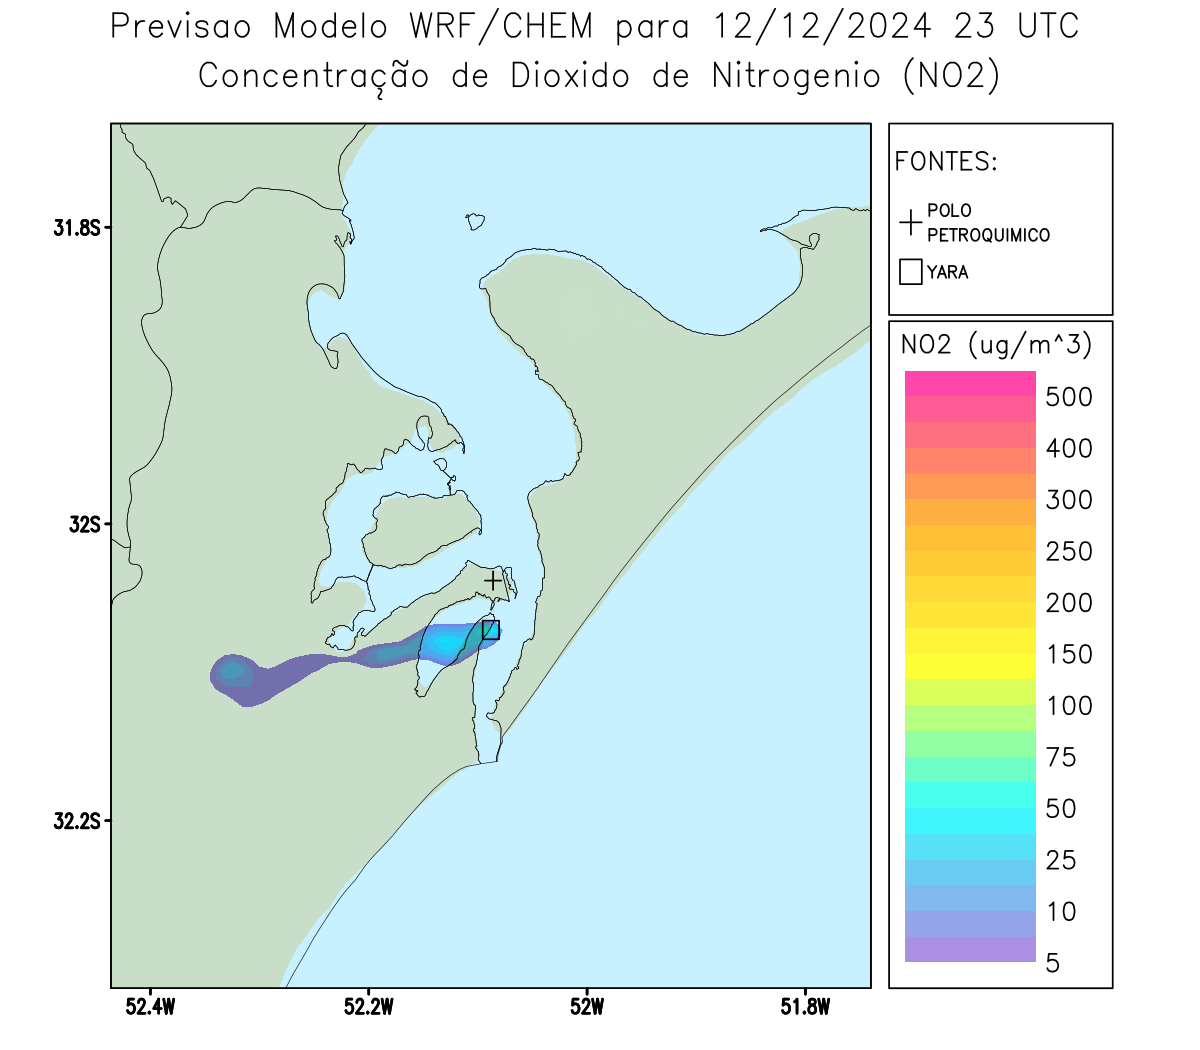 Previsao Modelo WRF/CHEM para 12/12/2024 23 UTC
Concentração de Dioxido de Nitrogenio (NO2)
FONTES:
POLO
PETROQUIMICO
YARA
31.8S
32S
32.2S
52.4W
52.2W
52W
51.8W
NO2 (ug/m^3)
500
400
300
250
200
150
100
75
50
25
10
5